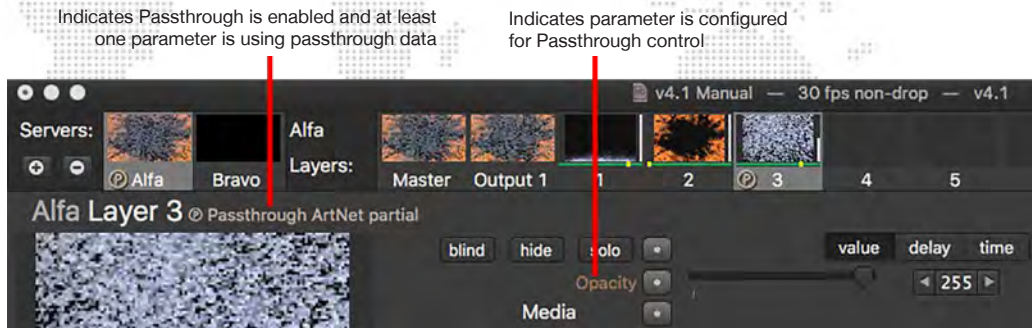 Indicates Passthrough is enabled and at least
one parameter is using passthrough data
Indicates parameter is configured
for Passthrough control
v4.1 Manual — 30 fps non-drop — v4.1
Servers:
Alfa
Layers:
Ⓟ Alfa
Bravo
Master
Output 1
1
2
Ⓟ 3
4
5
Alfa Layer 3 Ⓟ Passthrough ArtNet partial
blind hide solo
value delay time
Opacity
255
Media